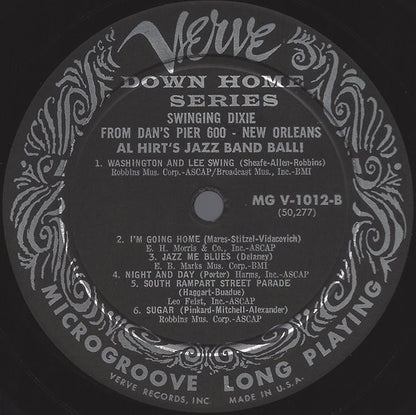 Verve
DOWN HOME
SERIES
SWINGING DIXIE
FROM DAN'S PIER 600 - NEW ORLEANS
AL HIRT'S JAZZ BAND BALL!
1. WASHINGTON AND LEE SWING (Sheafe-Allen-Robbins)
Robbins Mus. Corp.-ASCAP/Broadcast Mus., Inc.-BMI
MG V-1012-B
(50,277)
2. I'M GOING HOME (Mares-Stitzel-Vidacovich)
E. H. Morris & Co., Inc.-ASCAP
3. JAZZ ME BLUES (Delaney)
E. B. Marks Mus. Corp.-BMI
4. NIGHT AND DAY (Porter) Harms, Inc.-ASCAP
5. SOUTH RAMPART STREET PARADE
(Haggart-Bauduc)
Leo Feist, Inc.-ASCAP
6. SUGAR (Pinkard-Mitchell-Alexander)
Robbins Mus. Corp.-ASCAP
MICROGROOVE LONG PLAYING
VERVE RECORDS, INC. MADE IN U.S.A.